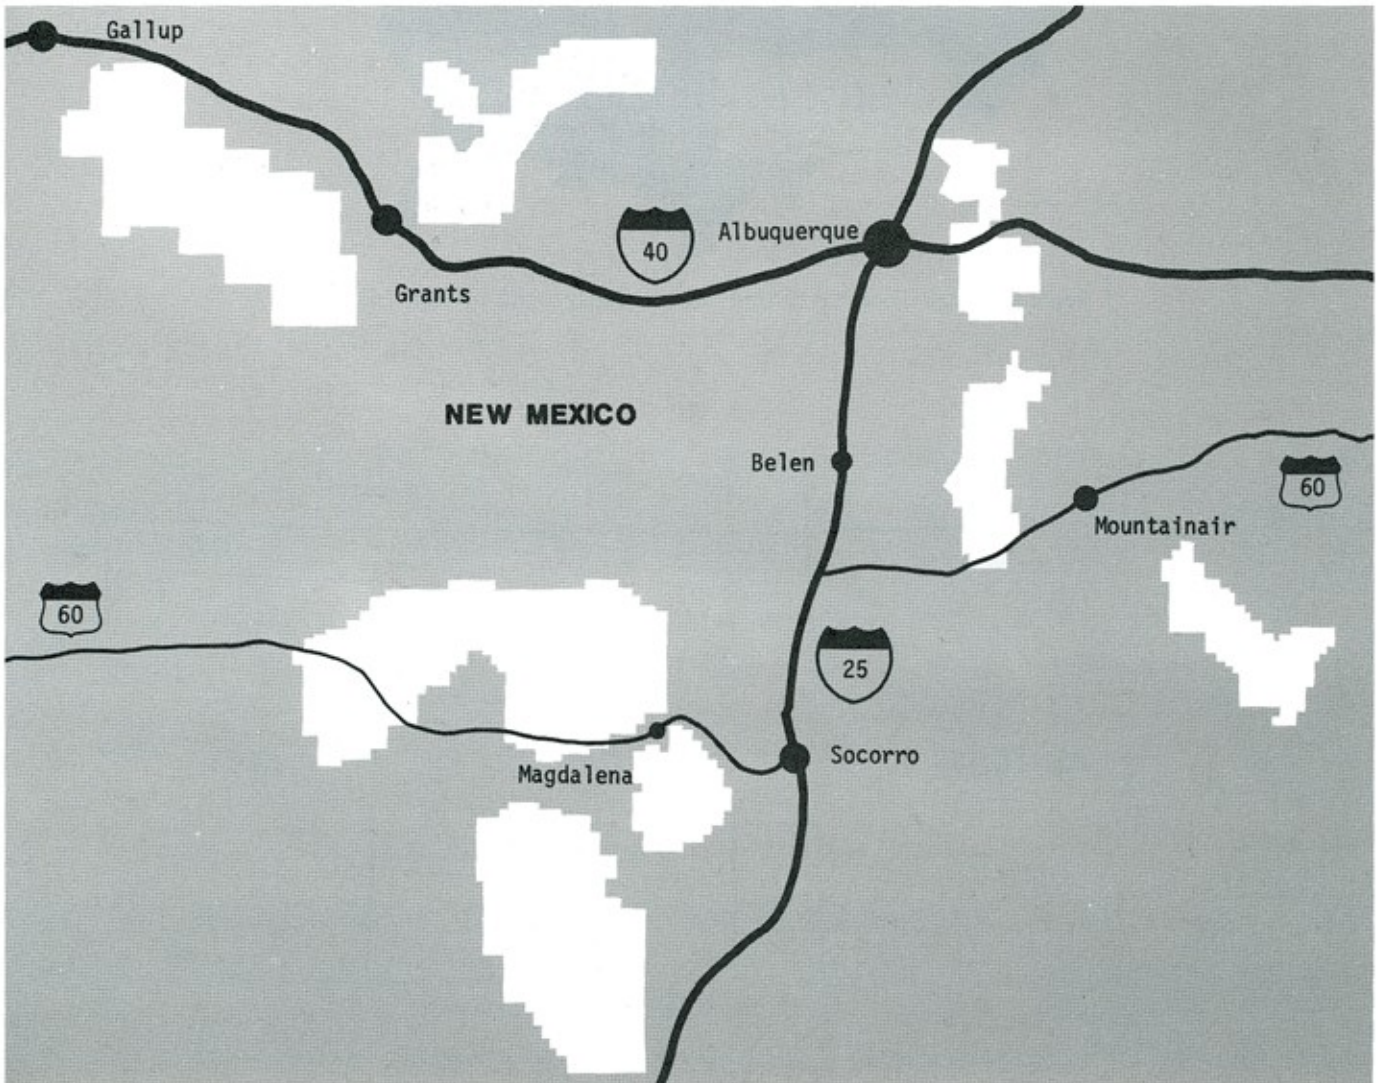 Gallup
40
Albuquerque
Grants
NEW MEXICO
Belen
60
Mountainair
60
25
Socorro
Magdalena